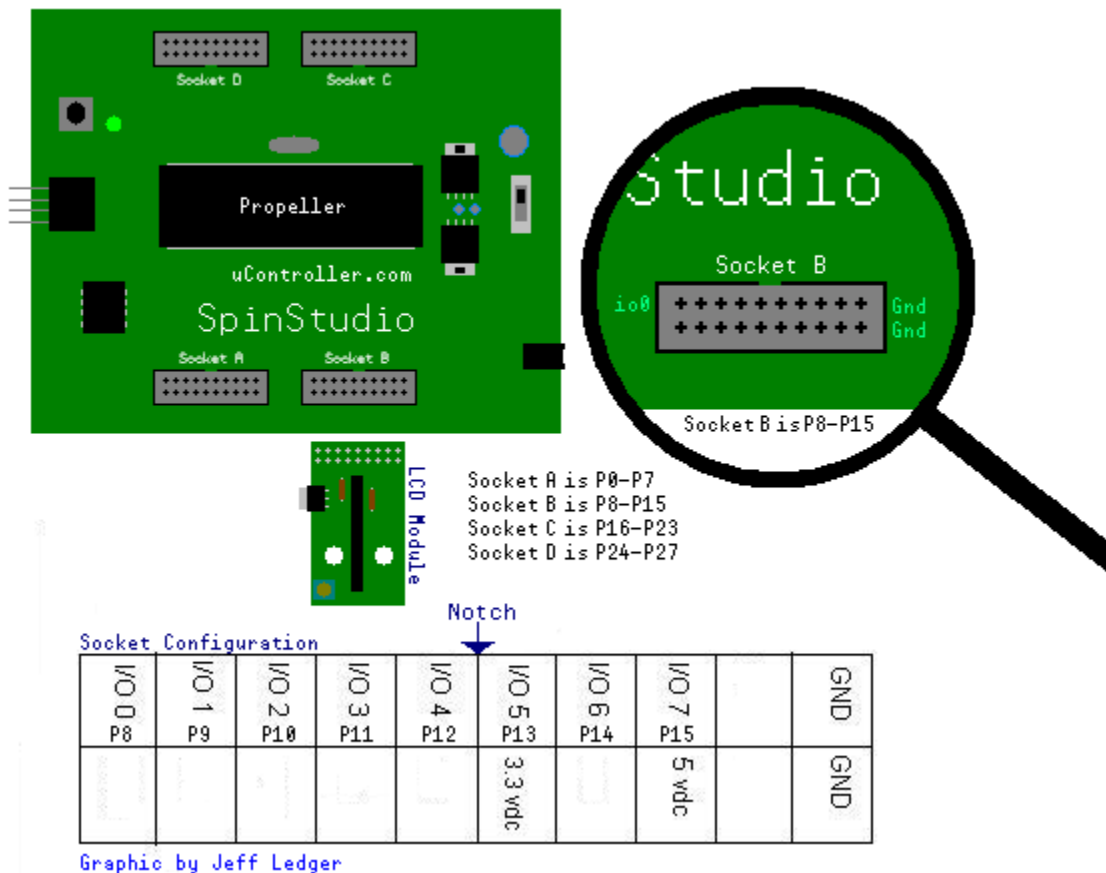 Socket D
Socket C
Propeller
uController.com
SpinStudio
Socket A
Socket B
Studio
Socket B
io0
Gnd
Gnd
Socket B is P8-P15
LCD Module
Socket A is P0-P7
Socket B is P8-P15
Socket C is P16-P23
Socket D is P24-P27
Notch
Socket Configuration
I/O 0 I/O 1 I/O 2 I/O 3 I/O 4 I/O 5 I/O 6 I/O 7 GND
P8 P9 P10 P11 P12 P13 P14 P15
3.3 vdc 5 vdc GND
Graphic by Jeff Ledger